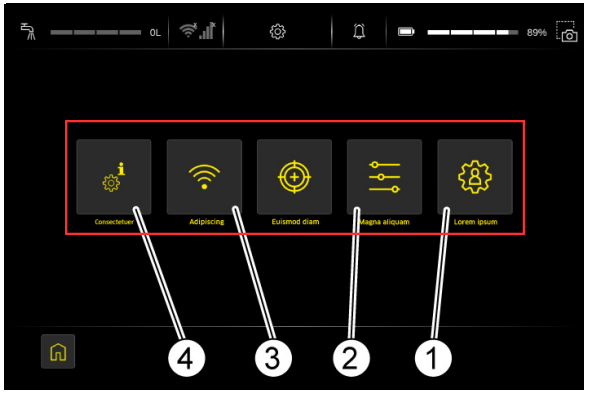 0L 89%
Consectetuer Adipiscing Euismod diam Magna aliquam Lorem ipsum
4 3 2 1